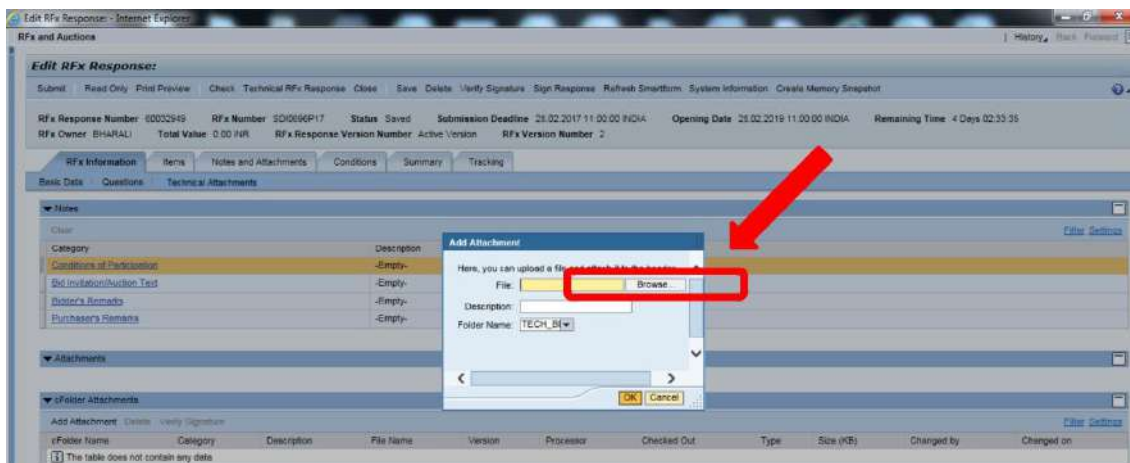 Edit RFx Response: - Internet Explorer
RFx and Auctions
History Back Forward
Edit RFx Response:
Submit Read Only Print Preview Check Technical RFx Response Close Save Delete Verify Signature Sign Response Refresh Smartform System Information Create Memory Snapshot
RFx Response Number 60032949 RFx Number SDI0696P17 Status Saved Submission Deadline 28.02.2017 11:00:00 INDIA Opening Date 28.02.2019 11:00:00 INDIA Remaining Time 4 Days 02:33:35
RFx Owner BHARALI Total Value 0.00 INR RFx Response Version Number Active Version RFx Version Number 2
RFx Information Items Notes and Attachments Conditions Summary Tracking
Basic Data Questions Technical Attachments
Notes
Clear
Filter Settings
Category Description
Conditions of Participation -Empty-
Bid Invitation/Auction Text -Empty-
Bidder's Remarks -Empty-
Purchaser's Remarks -Empty-
Add Attachment
Here, you can upload a file and attach it to the header
File: Browse...
Description:
Folder Name: TECH_BI
OK Cancel
Attachments
cFolder Attachments
Add Attachment Delete Verify Signature
Filter Settings
cFolder Name Category Description File Name Version Processor Checked Out Type Size (KB) Changed by Changed on
The table does not contain any data